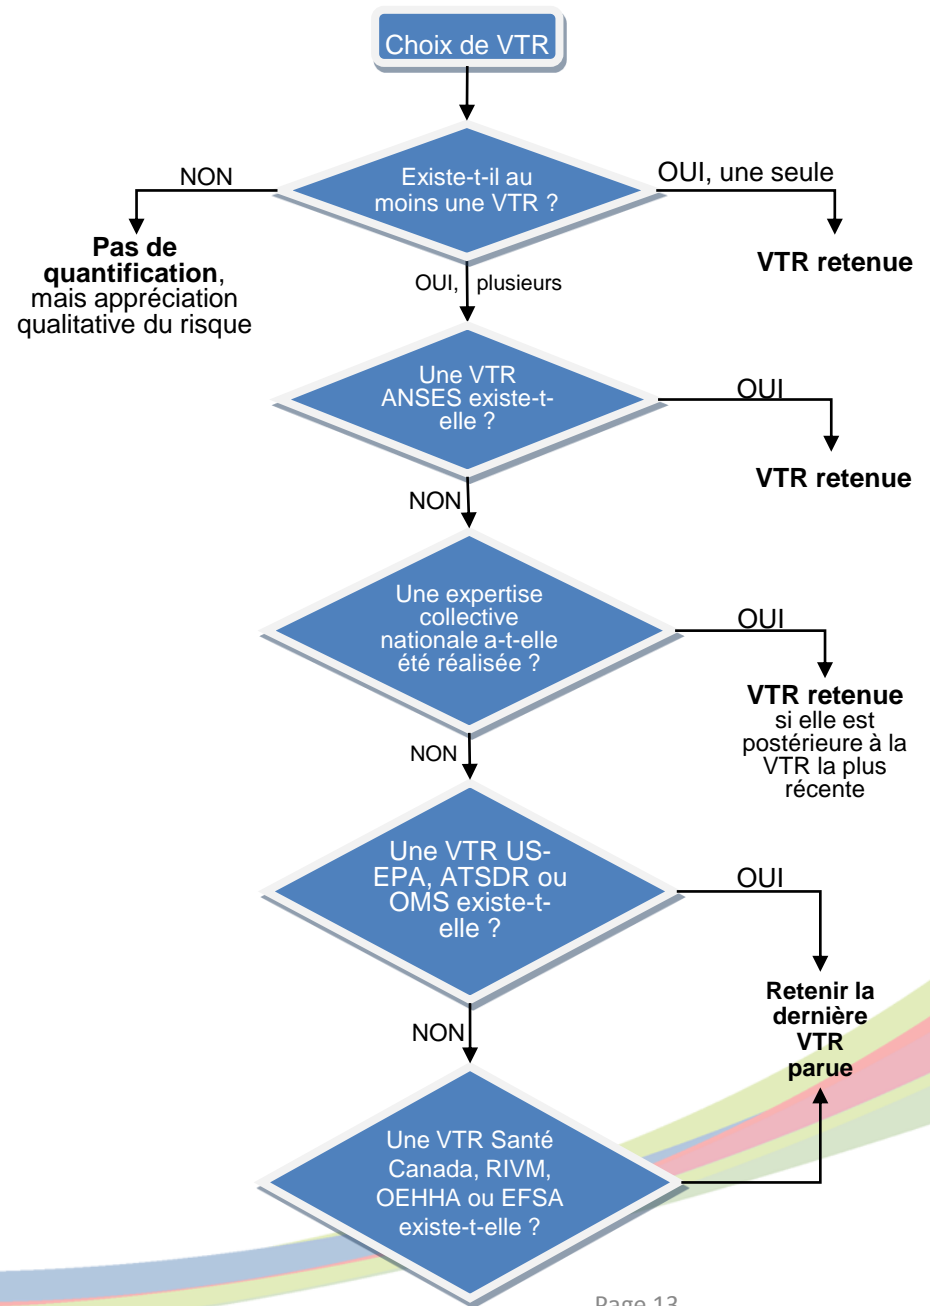 Choix de VTR
Existe-t-il au
moins une VTR ?
NON
OUI, une seule
Pas de
quantification,
mais appréciation
qualitative du risque
VTR retenue
OUI, plusieurs
Une VTR
ANSES existe-t-
elle ?
OUI
VTR retenue
NON
Une expertise
collective
nationale a-t-elle
été réalisée ?
OUI
VTR retenue
si elle est
postérieure à la
VTR la plus
récente
NON
Une VTR US-
EPA, ATSDR ou
OMS existe-t-
elle ?
OUI
Retenir la
dernière
VTR
parue
NON
Une VTR Santé
Canada, RIVM,
OEHHA ou EFSA
existe-t-elle ?
Page 13